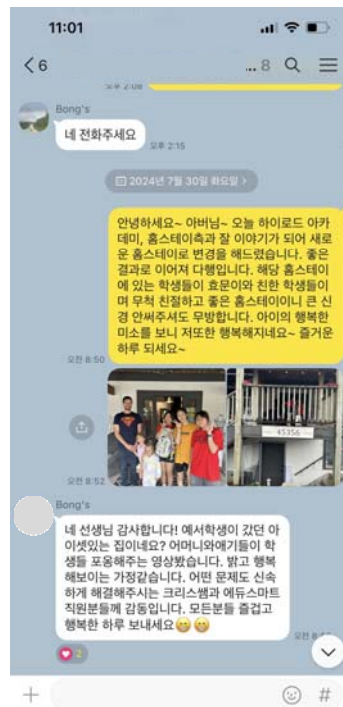 11:01
6
... 8
오후 2:08
Bong's
네 전화주세요
오후 2:15
2024년 7월 30일 화요일 >
안녕하세요~ 아버님~ 오늘 하이로드 아카
데미, 홈스테이측과 잘 이야기가 되어 새로
운 홈스테이로 변경을 해드렸습니다. 좋은
결과로 이어져 다행입니다. 해당 홈스테이
에 있는 학생들이 효문이와 친한 학생들이
며 무척 친절하고 좋은 홈스테이이니 큰 신
경 안써주셔도 무방합니다. 아이의 행복한
미소를 보니 저또한 행복해지네요~ 즐거운
하루 되세요~
오전 8:50
45356
오전 8:52
Bong's
네 선생님 감사합니다! 예서학생이 갔던 아
이셋있는 집이네요? 어머니와애기들이 학
생들 포옹해주는 영상봤습니다. 밝고 행복
해보이는 가정같습니다. 어떤 문제도 신속
하게 해결해주시는 크리스쌤과 에듀스마트
직원분들께 감동입니다. 모든분들 즐겁고
행복한 하루 보내세요😁😁
오전
2
#